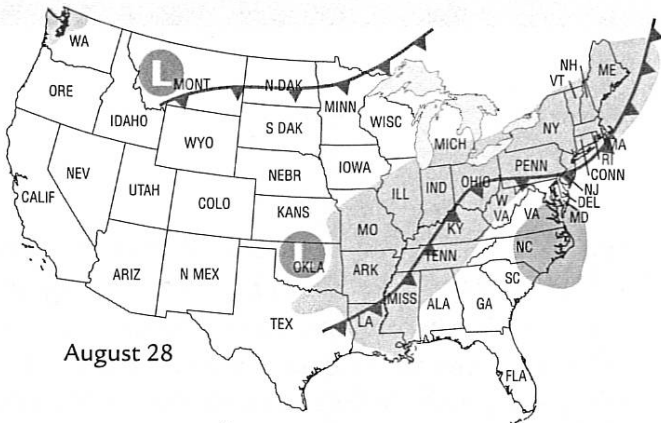 WA
NH
ME
VT
L
MONT
N DAK
ORE
MINN
IDAHO
WISC
NY
S DAK
MICH
MA
WYO
RI
PENN
CONN
IOWA
NEBR
NJ
OHIO
NEV
ILL
IND
DEL
W
VA
UTAH
VA
MD
CALIF
COLO
KANS
MO
KY
NC
L
OKLA
TENN
ARIZ
N MEX
ARK
SC
MISS
ALA
GA
TEX
LA
August 28
FLA